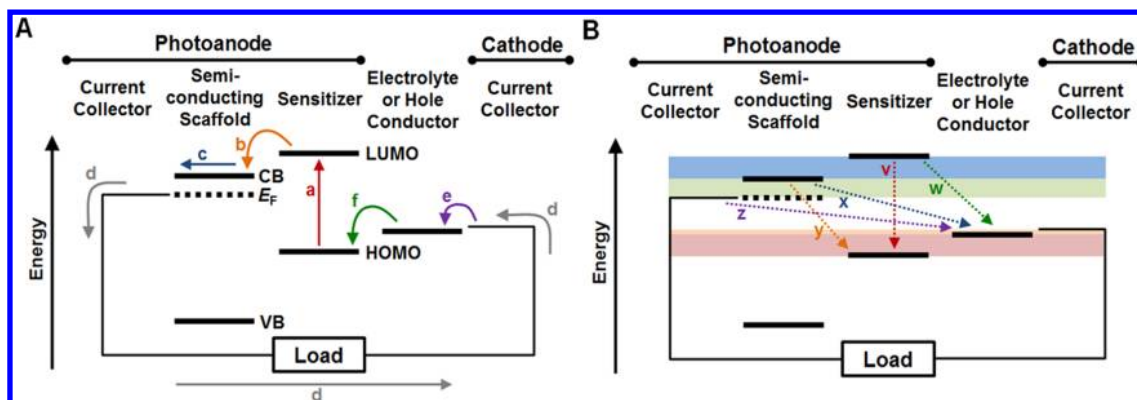 A
Photoanode
Cathode
Current
Collector
Semi-
conducting
Scaffold
Sensitizer
Electrolyte
or Hole
Conductor
Current
Collector
Energy
d
c
b
CB
E_F
LUMO
a
f
e
d
HOMO
VB
Load
d
B
Photoanode
Cathode
Current
Collector
Semi-
conducting
Scaffold
Sensitizer
Electrolyte
or Hole
Conductor
Current
Collector
Energy
v
w
x
z
y
Load